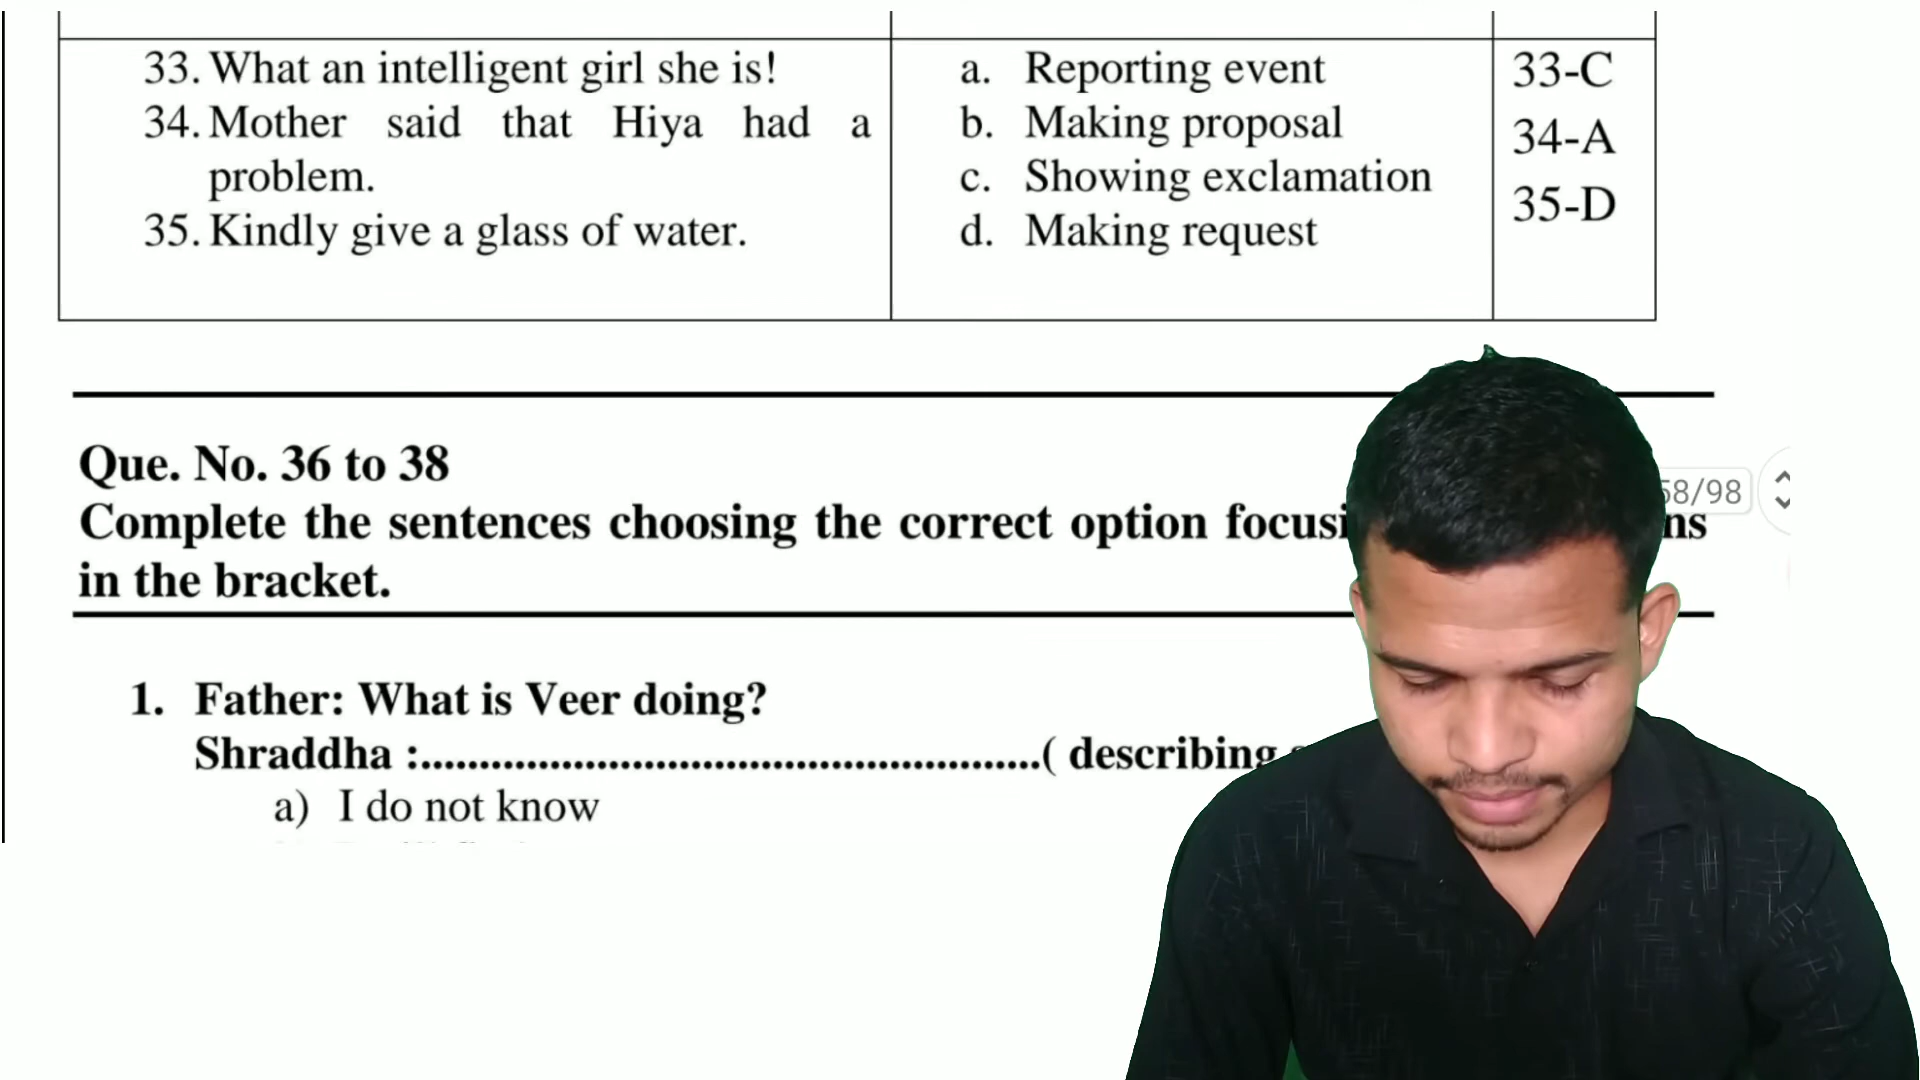 33. What an intelligent girl she is! a. Reporting event 33-C
34. Mother said that Hiya had a b. Making proposal 34-A
problem. c. Showing exclamation 35-D
35. Kindly give a glass of water. d. Making request
Que. No. 36 to 38
58/98
Complete the sentences choosing the correct option
in the bracket.
1. Father: What is Veer doing?
Shraddha :.....................................................( describing
a) I do not know